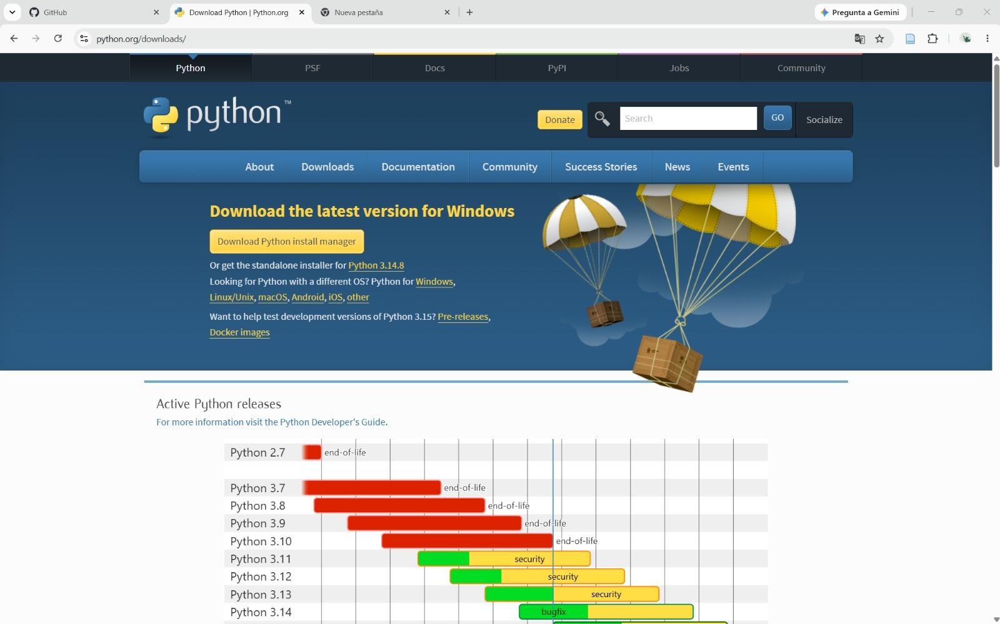 GitHub
Download Python | Python.org
Nueva pestaña
Pregunta a Gemini
python.org/downloads/
Python
PSF
Docs
PyPI
Jobs
Community
python™
Donate
Search
GO
Socialize
About
Downloads
Documentation
Community
Success Stories
News
Events
Download the latest version for Windows
Download Python install manager
Or get the standalone installer for Python 3.14.8
Looking for Python with a different OS? Python for Windows,
Linux/Unix, macOS, Android, iOS, other
Want to help test development versions of Python 3.15? Pre-releases,
Docker images
Active Python releases
For more information visit the Python Developer's Guide.
Python 2.7 end-of-life
Python 3.7 end-of-life
Python 3.8 end-of-life
Python 3.9 end-of-life
Python 3.10 end-of-life
Python 3.11 security
Python 3.12 security
Python 3.13 security
Python 3.14 bugfix